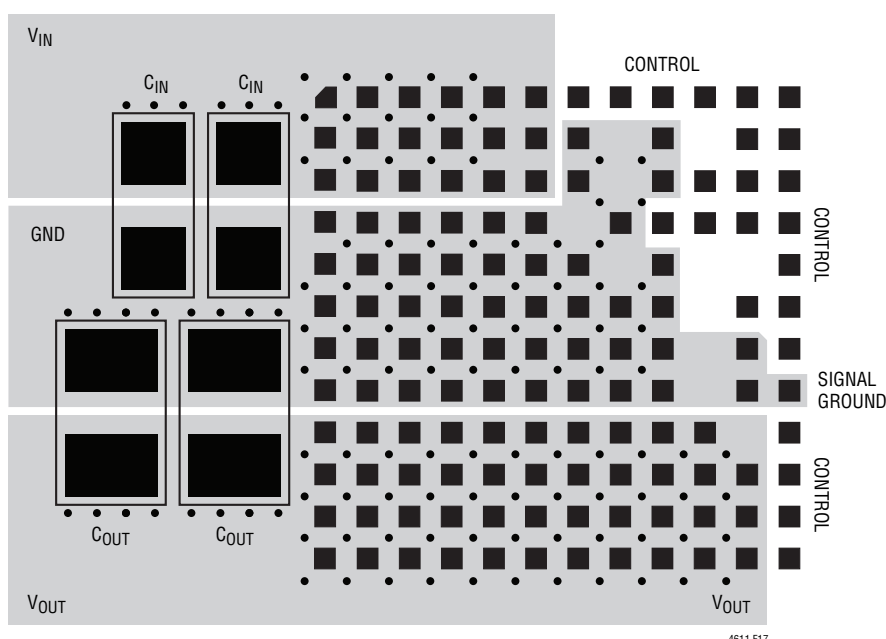 VIN
CONTROL
CIN
CIN
GND
CONTROL
SIGNAL
GROUND
CONTROL
COUT
COUT
VOUT
VOUT
4611 F17